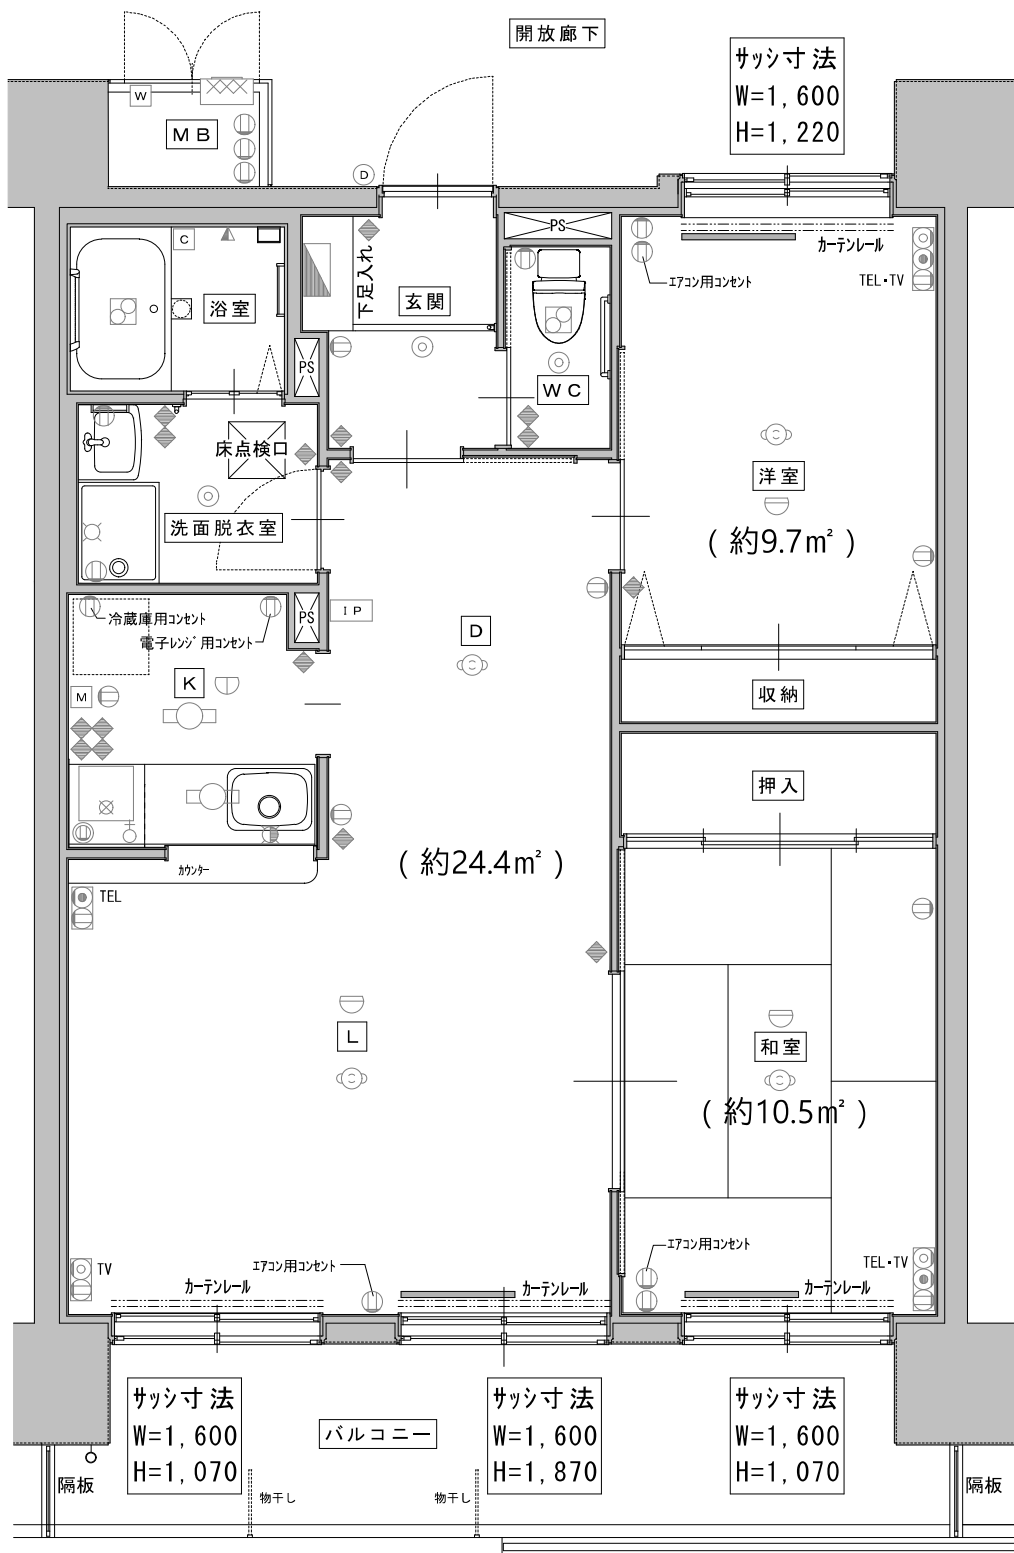 開放廊下
サッシ寸法
W=1,600
H=1,220
W
MB
D
PS
カーテンレール
エアコン用コンセント
TEL・TV
C
浴室
下足入れ
玄関
WC
PS
床点検口
洗面脱衣室
洋室
(約9.7㎡)
冷蔵庫用コンセント
電子レンジ用コンセント
PS
IP
D
M
K
収納
押入
(約24.4㎡)
カウンター
TEL
L
和室
(約10.5㎡)
TV
エアコン用コンセント
カーテンレール
カーテンレール
エアコン用コンセント
TEL・TV
カーテンレール
サッシ寸法
W=1,600
H=1,070
バルコニー
サッシ寸法
W=1,600
H=1,870
サッシ寸法
W=1,600
H=1,070
隔板
物干し
物干し
隔板